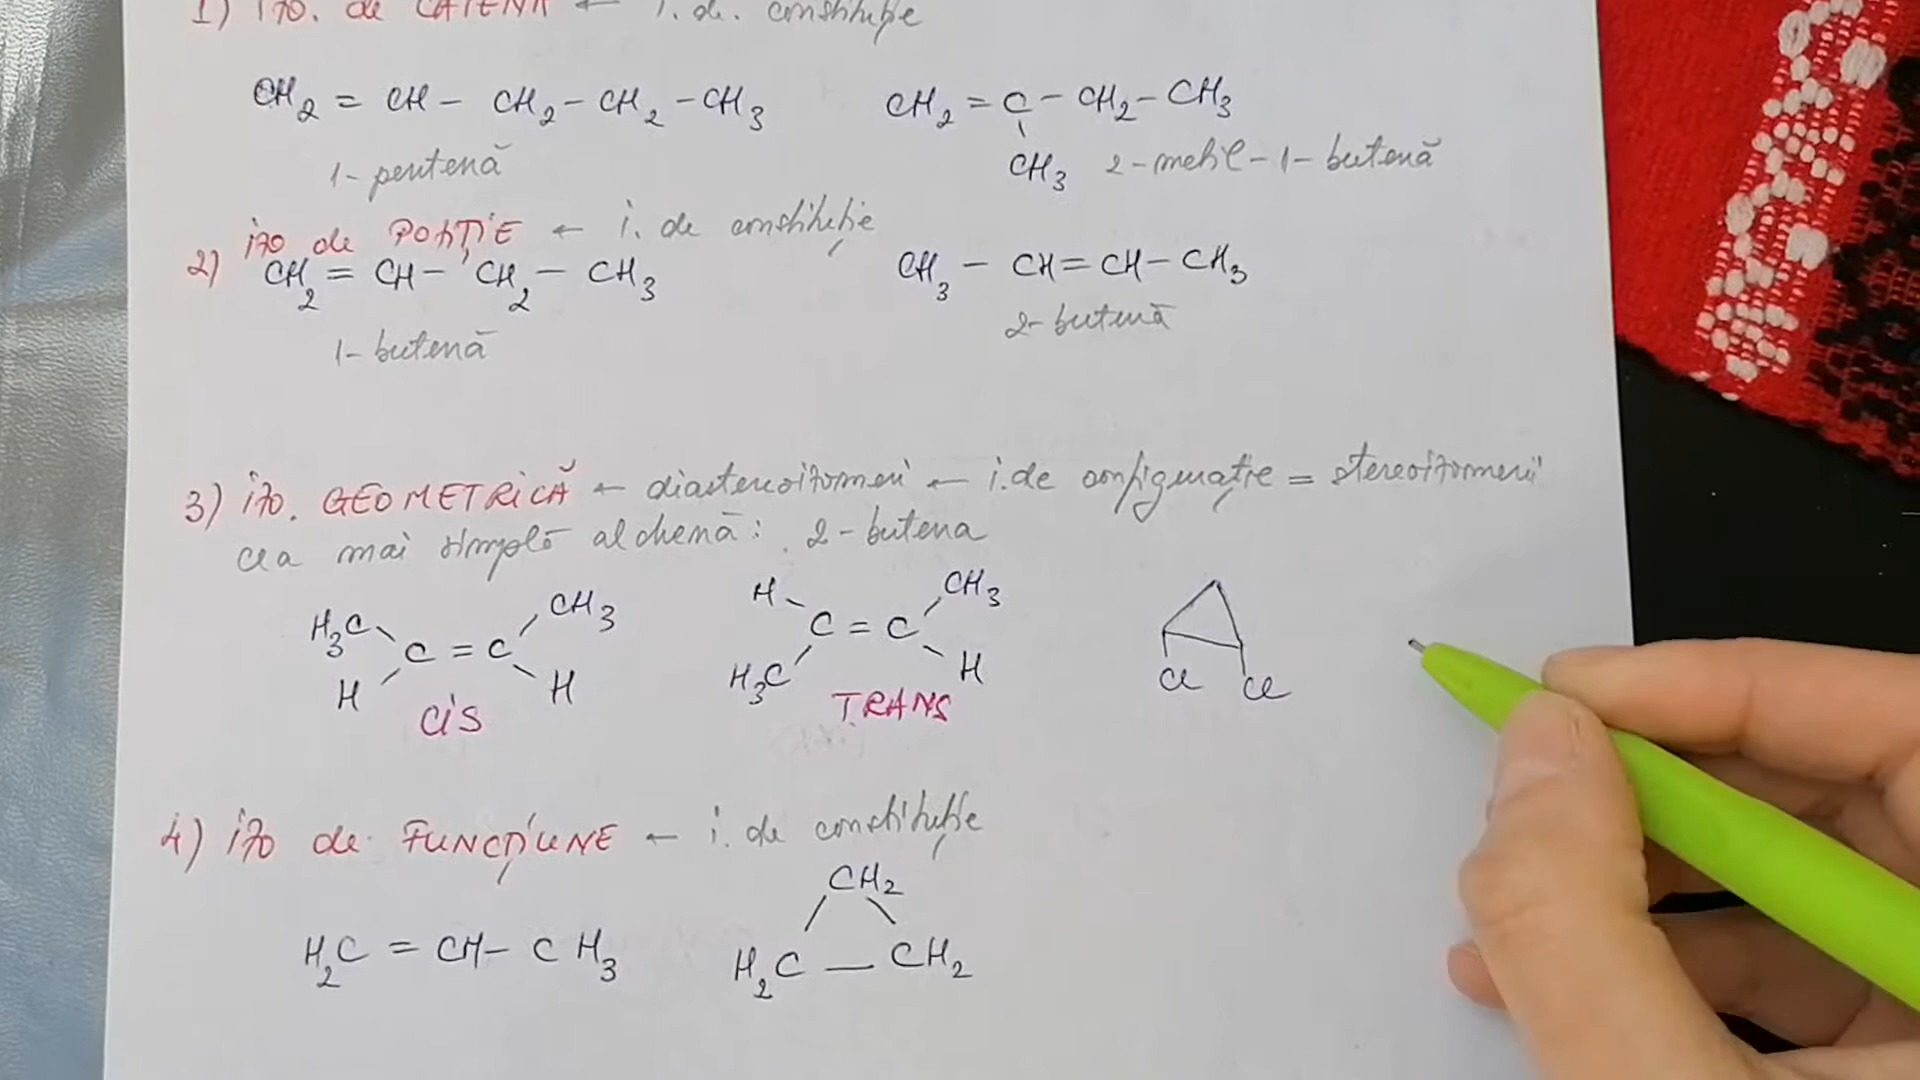 1) izo. de CATENĂ ← i. de. constituție
CH2 = CH – CH2 – CH2 – CH3 CH2 = C – CH2 – CH3
1-pentenă CH3 2-metil-1-butenă
2) izo de POZIȚIE ← i. de constituție
CH2 = CH – CH2 – CH3 CH3 – CH = CH – CH3
1-butenă 2-butenă
3) izo. GEOMETRICĂ ← diastereoizomeri ← i.de configurație = stereoizomerii
cea mai simplă alchenă: 2-butena
H3C CH3 H CH3
C = C C = C
H H H3C H Cl Cl
CIS TRANS
4) izo de FUNCȚIUNE ← i. de constituție
CH2
H2C = CH – CH3 H2C — CH2